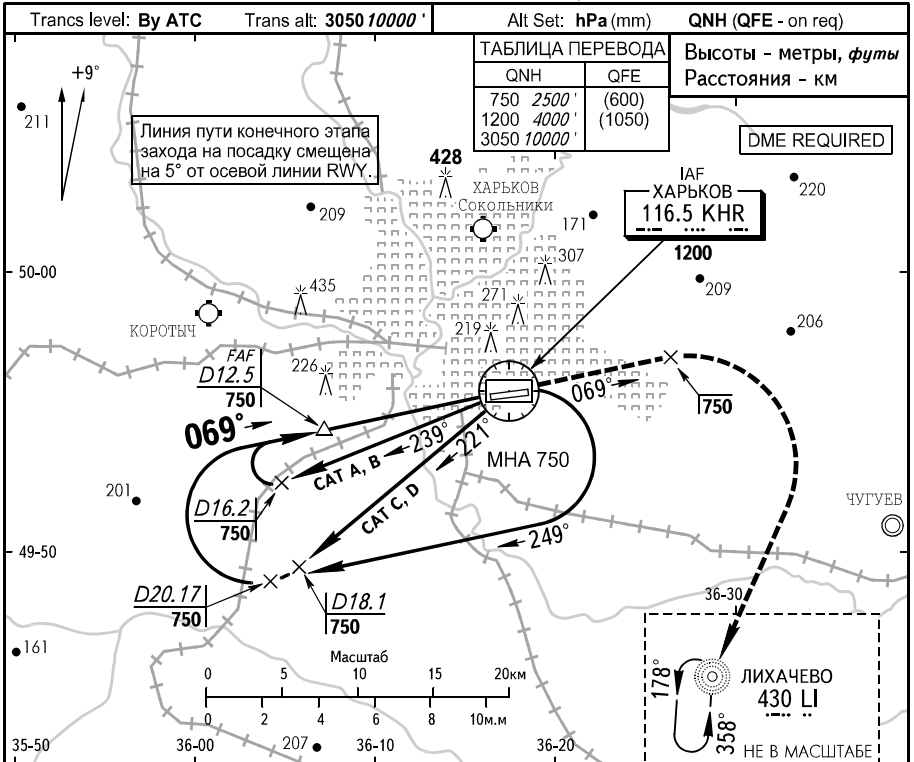 Trancs level: By ATC
Trans alt: 3050 10000 '
Alt Set: hPa (mm)
QNH (QFE - on req)
ТАБЛИЦА ПЕРЕВОДА
QNH QFE
750 2500 ' (600)
1200 4000 ' (1050)
3050 10000 '
Высоты - метры, футы
Расстояния - км
DME REQUIRED
+9°
211
Линия пути конечного этапа
захода на посадку смещена
на 5° от осевой линии RWY.
428
ХАРЬКОВ
Сокольники
IAF
ХАРЬКОВ
116.5 KHR
1200
220
209
171
307
209
50-00
435
271
219
206
КОРОТЫЧ
FAF
D12.5
750
226
069°
069°
750
239°
221°
CAT A, B
CAT C, D
MHA 750
201
D16.2
750
249°
ЧУГУЕВ
49-50
D20.17
750
D18.1
750
36-30
161
Масштаб
0 5 10 15 20км
0 2 4 6 8 10м.м
178°
358°
ЛИХАЧЕВО
430 LI
НЕ В МАСШТАБЕ
35-50
36-00
207
36-10
36-20